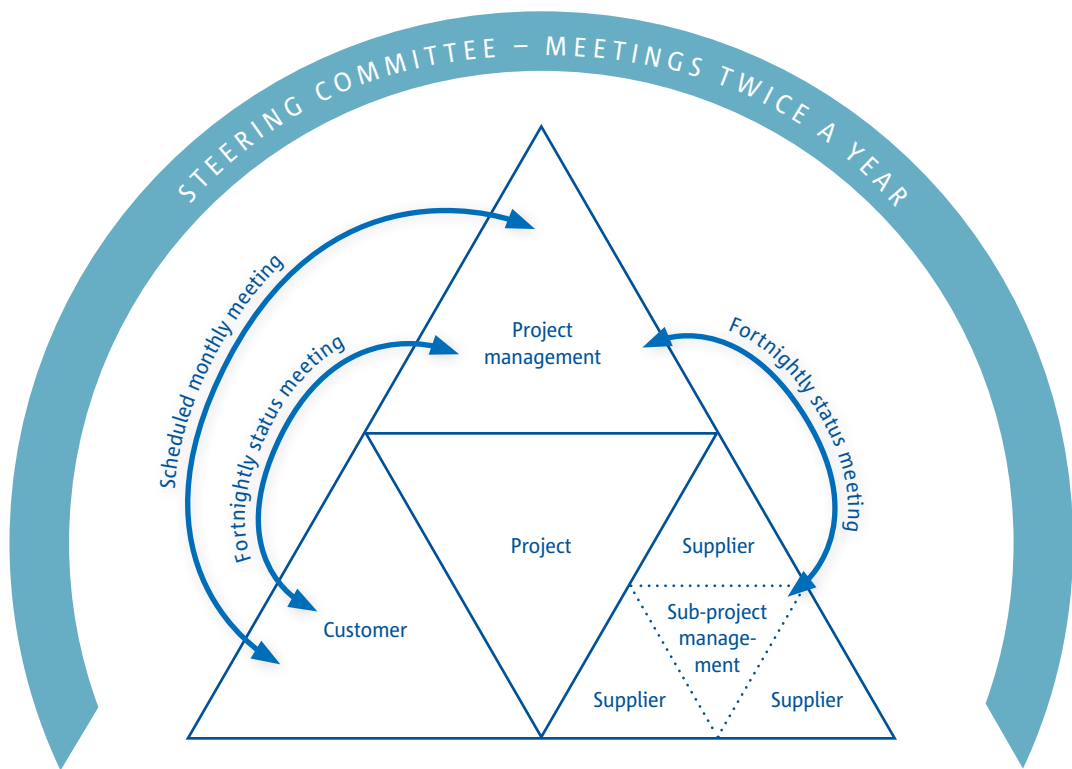 STEERING COMMITTEE – MEETINGS TWICE A YEAR
Scheduled monthly meeting
Fortnightly status meeting
Project
management
Fortnightly status meeting
Project
Supplier
Customer
Sub-project
manage-
ment
Supplier
Supplier